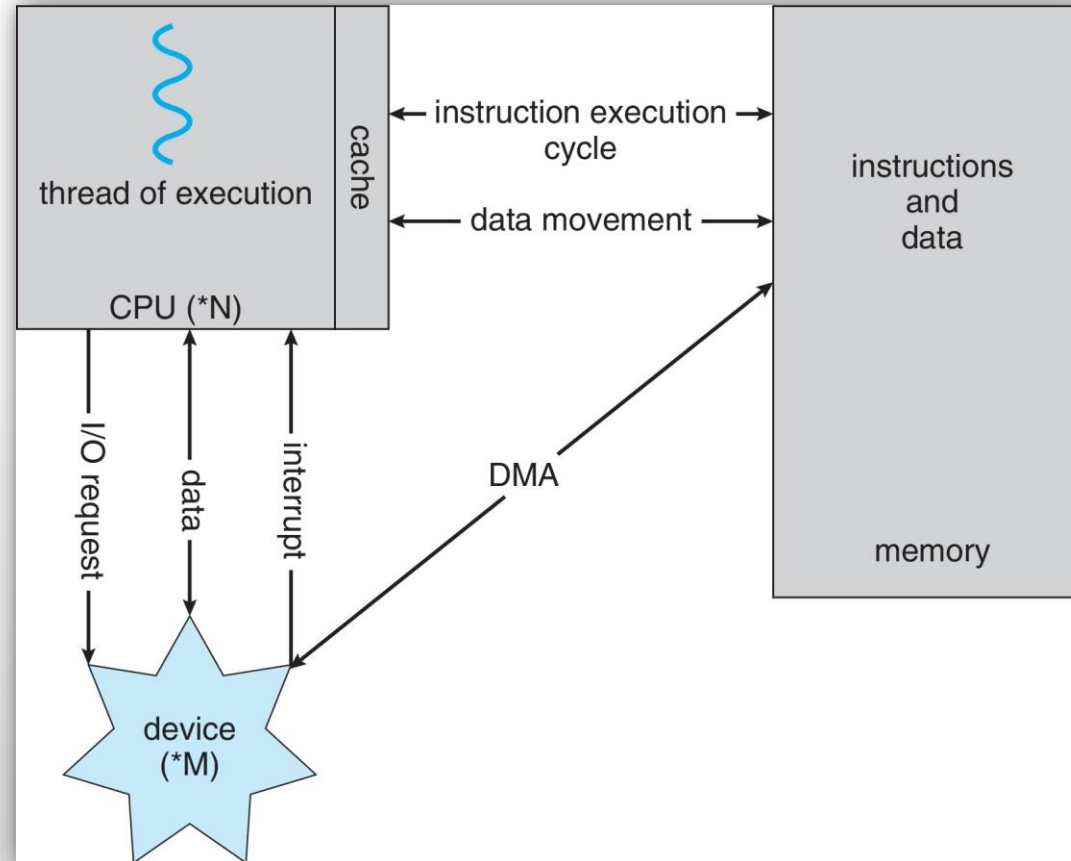 thread of execution
cache
CPU (*N)
instruction execution
cycle
data movement
instructions
and
data
memory
I/O request
data
interrupt
DMA
device
(*M)